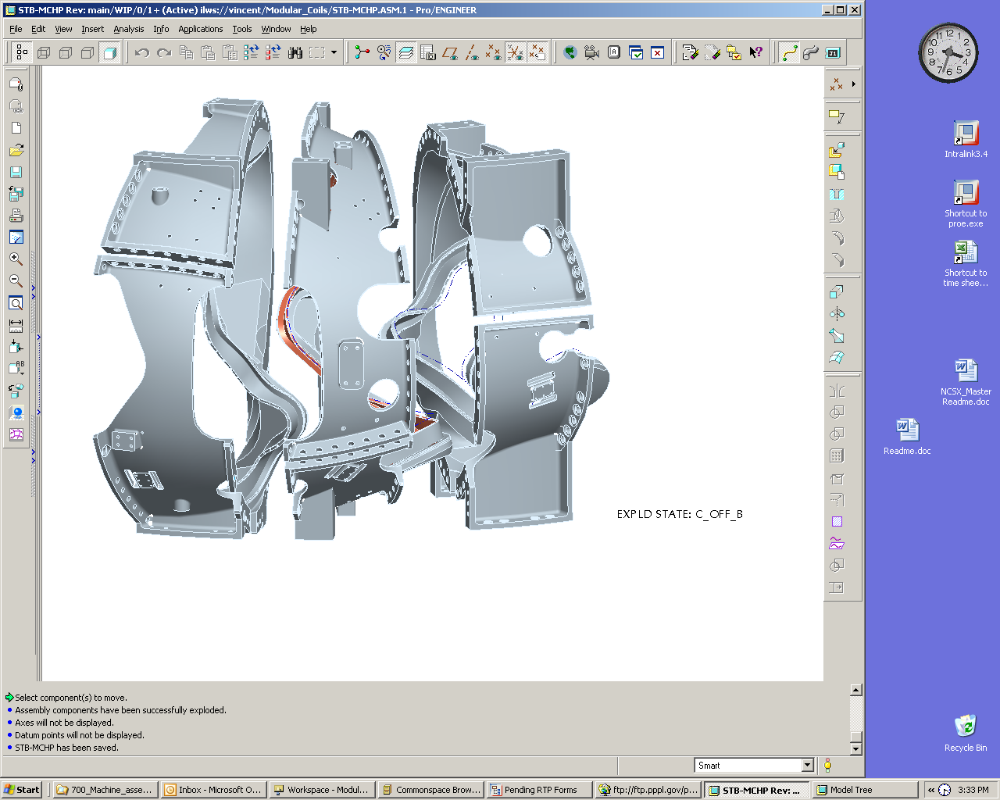 STB-MCHP Rev: main/WIP/0/1+ (Active) ilws://vincent/Modular_Coils/STB-MCHP.ASM.1 - Pro/ENGINEER
File Edit View Insert Analysis Info Applications Tools Window Help
Intralink3.4
Shortcut to
proe.exe
Shortcut to
time shee...
NCSX_Master
Readme.doc
Readme.doc
EXPLD STATE: C_OFF_B
Select component(s) to move.
Assembly components have been successfully exploded.
Axes will not be displayed.
Datum points will not be displayed.
STB-MCHP has been saved.
Recycle Bin
Smart
Start 700_Machine_asse... Inbox - Microsoft O... Workspace - Modul... Commonspace Brow... Pending RTP Forms ftp://ftp.pppl.gov/p... STB-MCHP Rev: ... Model Tree « 3:33 PM